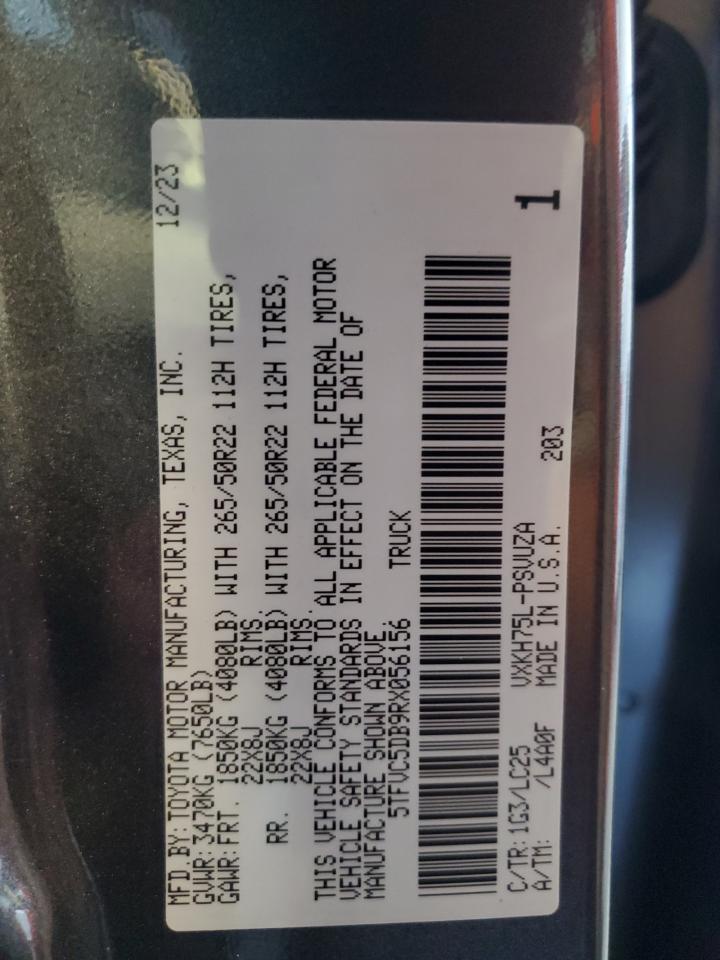 MFD.BY:TOYOTA MOTOR MANUFACTURING, TEXAS, INC. 12/23
GVWR:3470KG (7650LB)
GAWR:FRT. 1850KG (4080LB) WITH 265/50R22 112H TIRES,
22X8J RIMS.
RR. 1850KG (4080LB) WITH 265/50R22 112H TIRES,
22X8J RIMS.
THIS VEHICLE CONFORMS TO ALL APPLICABLE FEDERAL MOTOR
VEHICLE SAFETY STANDARDS IN EFFECT ON THE DATE OF
MANUFACTURE SHOWN ABOVE.
5TFVC5DB9RX056156 TRUCK
1
C/TR:1G3/LC25 VXKH75L-PSVUZA
A/TM: /L4A0F MADE IN U.S.A. 203